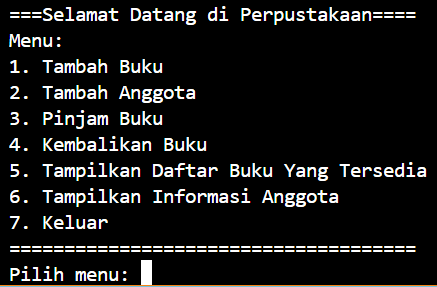 ===Selamat Datang di Perpustakaan====
Menu:
1. Tambah Buku
2. Tambah Anggota
3. Pinjam Buku
4. Kembalikan Buku
5. Tampilkan Daftar Buku Yang Tersedia
6. Tampilkan Informasi Anggota
7. Keluar
=====================================
Pilih menu: